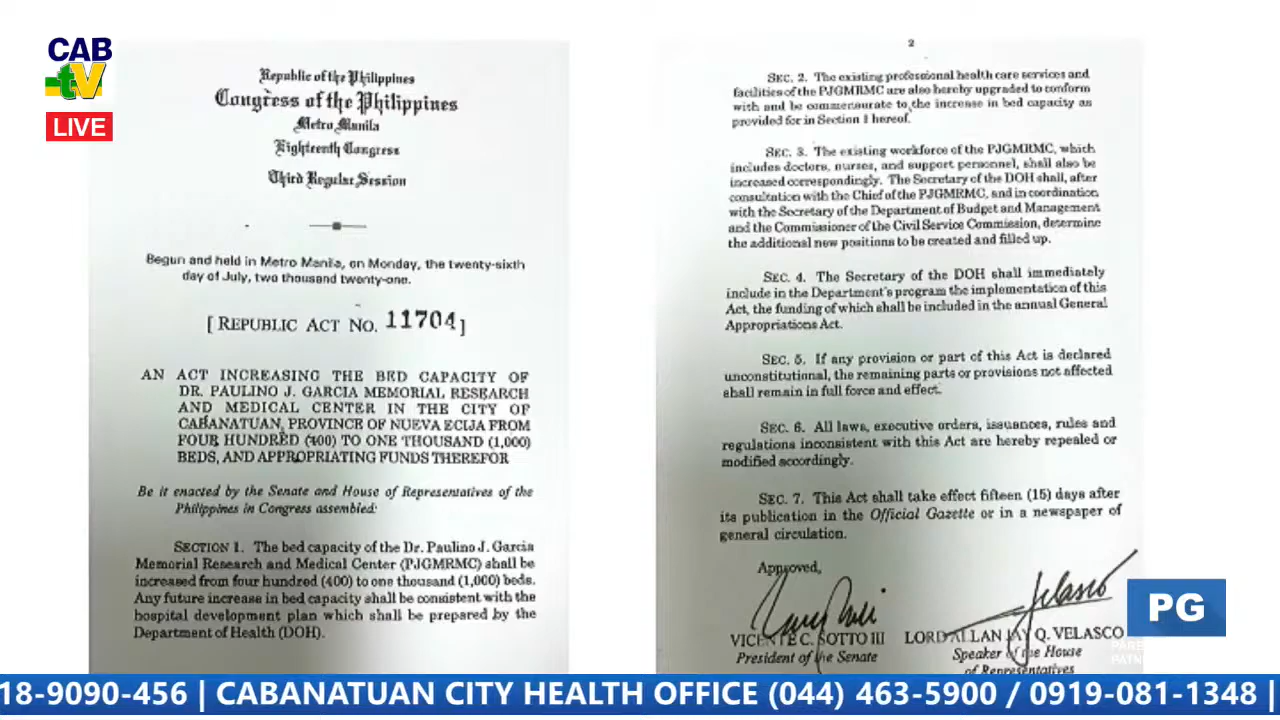 CAB
tv
LIVE
Republic of the Philippines
Congress of the Philippines
Metro Manila
Eighteenth Congress
Third Regular Session
Begun and held in Metro Manila, on Monday, the twenty-sixth
day of July, two thousand twenty-one.
[ REPUBLIC ACT NO. 11704 ]
AN ACT INCREASING THE BED CAPACITY OF
DR. PAULINO J. GARCIA MEMORIAL RESEARCH
AND MEDICAL CENTER IN THE CITY OF
CABANATUAN, PROVINCE OF NUEVA ECIJA FROM
FOUR HUNDRED (400) TO ONE THOUSAND (1,000)
BEDS, AND APPROPRIATING FUNDS THEREFOR
Be it enacted by the Senate and House of Representatives of the
Philippines in Congress assembled:
SECTION 1. The bed capacity of the Dr. Paulino J. Garcia
Memorial Research and Medical Center (PJGMRMC) shall be
increased from four hundred (400) to one thousand (1,000) beds.
Any future increase in bed capacity shall be consistent with the
hospital development plan which shall be prepared by the
Department of Health (DOH).
2
SEC. 2. The existing professional health care services and
facilities of the PJGMRMC are also hereby upgraded to conform
with and be commensurate to the increase in bed capacity as
provided for in Section 1 hereof.
SEC. 3. The existing workforce of the PJGMRMC, which
includes doctors, nurses, and support personnel, shall also be
increased correspondingly. The Secretary of the DOH shall, after
consultation with the Chief of the PJGMRMC, and in coordination
with the Secretary of the Department of Budget and Management
and the Commissioner of the Civil Service Commission, determine
the additional new positions to be created and filled up.
SEC. 4. The Secretary of the DOH shall immediately
include in the Department's program the implementation of this
Act, the funding of which shall be included in the annual General
Appropriations Act.
SEC. 5. If any provision or part of this Act is declared
unconstitutional, the remaining parts or provisions not affected
shall remain in full force and effect.
SEC. 6. All laws, executive orders, issuances, rules and
regulations inconsistent with this Act are hereby repealed or
modified accordingly.
SEC. 7. This Act shall take effect fifteen (15) days after
its publication in the Official Gazette or in a newspaper of
general circulation.
Approved,
VICENTE C. SOTTO III
President of the Senate
LORD ALLAN JAY Q. VELASCO
Speaker of the House
of Representatives
PG
18-9090-456 | CABANATUAN CITY HEALTH OFFICE (044) 463-5900 / 0919-081-1348 |